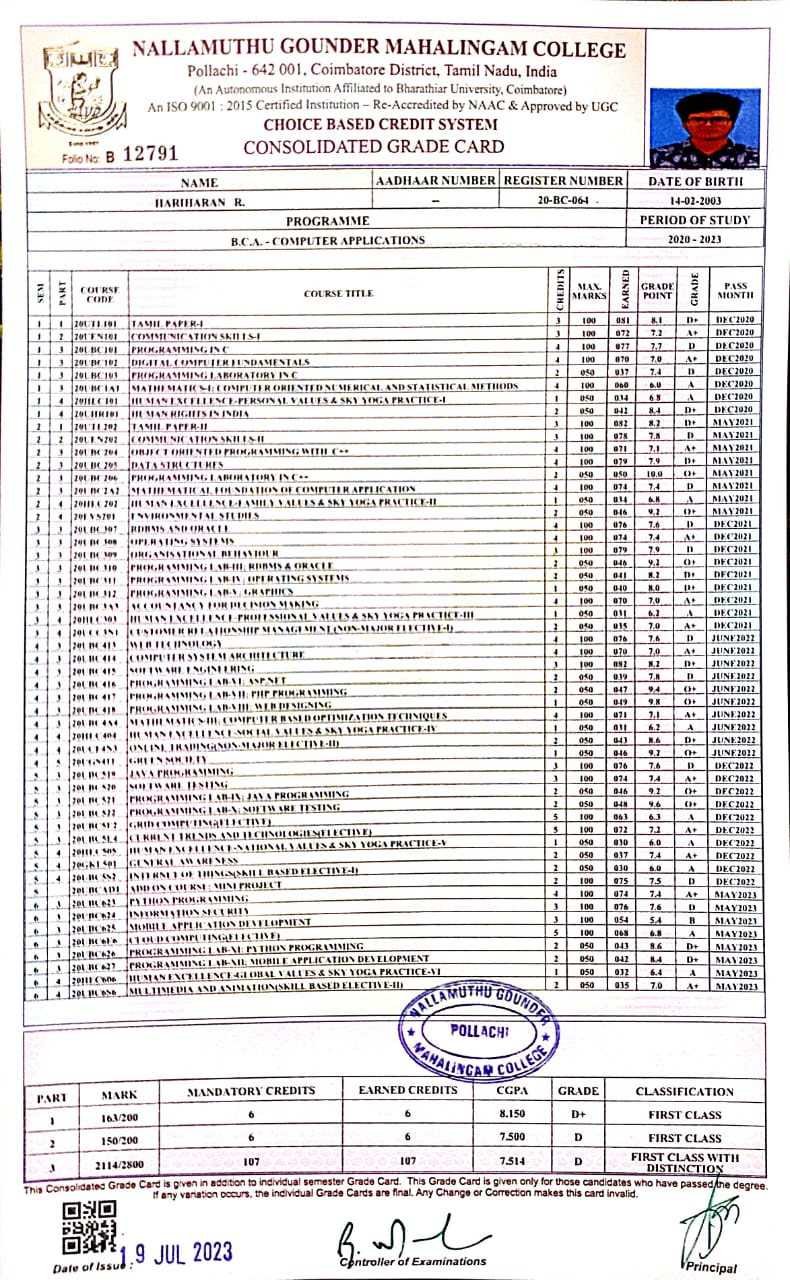 NALLAMUTHU GOUNDER MAHALINGAM COLLEGE
Pollachi - 642 001, Coimbatore District, Tamil Nadu, India
(An Autonomous Institution Affiliated to Bharathiar University, Coimbatore)
An ISO 9001 : 2015 Certified Institution – Re-Accredited by NAAC & Approved by UGC
CHOICE BASED CREDIT SYSTEM
Folio No: B 12791 CONSOLIDATED GRADE CARD
NAME AADHAAR NUMBER REGISTER NUMBER DATE OF BIRTH
HARIHARAN R. -- 20-BC-064 14-02-2003
PROGRAMME PERIOD OF STUDY
B.C.A. - COMPUTER APPLICATIONS 2020 - 2023
SEM PART COURSE CODE COURSE TITLE CREDITS MAX. MARKS EARNED GRADE POINT GRADE PASS MONTH
1 1 20UTL101 TAMIL PAPER-I 3 100 081 8.1 D+ DEC2020
1 2 20UEN101 COMMUNICATION SKILLS-I 3 100 072 7.2 A+ DEC2020
1 3 20UBC101 PROGRAMMING IN C 4 100 077 7.7 D DEC2020
1 3 20UBC102 DIGITAL COMPUTER FUNDAMENTALS 4 100 070 7.0 A+ DEC2020
1 3 20UBC103 PROGRAMMING LABORATORY IN C 2 050 037 7.4 D DEC2020
1 3 20UBC1A1 MATHEMATICS-I: COMPUTER ORIENTED NUMERICAL AND STATISTICAL METHODS 4 100 060 6.0 A DEC2020
1 4 20HEC101 HUMAN EXCELLENCE-PERSONAL VALUES & SKY YOGA PRACTICE-I 1 050 034 6.8 A DEC2020
1 4 20UHR101 HUMAN RIGHTS IN INDIA 2 050 042 8.4 D+ DEC2020
2 1 20UTL202 TAMIL PAPER-II 3 100 082 8.2 D+ MAY2021
2 2 20UEN202 COMMUNICATION SKILLS-II 3 100 078 7.8 D MAY2021
2 3 20UBC204 OBJECT ORIENTED PROGRAMMING WITH C++ 4 100 071 7.1 A+ MAY2021
2 3 20UBC205 DATA STRUCTURES 4 100 079 7.9 D+ MAY2021
2 3 20UBC206 PROGRAMMING LABORATORY IN C++ 2 050 050 10.0 O+ MAY2021
2 3 20UBC2A2 MATHEMATICAL FOUNDATION OF COMPUTER APPLICATION 4 100 074 7.4 D MAY2021
2 4 20HEC202 HUMAN EXCELLENCE-FAMILY VALUES & SKY YOGA PRACTICE-II 1 050 034 6.8 A MAY2021
2 4 20EVS201 ENVIRONMENTAL STUDIES 2 050 046 9.2 O+ MAY2021
3 3 20UBC307 RDBMS AND ORACLE 4 100 076 7.6 D DEC2021
3 3 20UBC308 OPERATING SYSTEMS 4 100 074 7.4 A+ DEC2021
3 3 20UBC309 ORGANISATIONAL BEHAVIOUR 3 100 079 7.9 D DEC2021
3 3 20UBC310 PROGRAMMING LAB-III: RDBMS & ORACLE 2 050 046 9.2 O+ DEC2021
3 3 20UBC311 PROGRAMMING LAB-IV: OPERATING SYSTEMS 2 050 041 8.2 D+ DEC2021
3 3 20UBC312 PROGRAMMING LAB-V: GRAPHICS 1 050 040 8.0 D+ DEC2021
3 3 20UBC3A3 ACCOUNTANCY FOR DECISION MAKING 4 100 070 7.0 A+ DEC2021
3 4 20HEC303 HUMAN EXCELLENCE-PROFESSIONAL VALUES & SKY YOGA PRACTICE-III 1 050 031 6.2 A DEC2021
3 4 CUSTOMER RELATIONSHIP MANAGEMENT(NON-MAJOR ELECTIVE-I) 2 050 035 7.0 A+ DEC2021
4 3 20UBC413 WEB TECHNOLOGY 4 100 076 7.6 D JUNE2022
4 3 20UBC414 COMPUTER SYSTEM ARCHITECTURE 4 100 070 7.0 A+ JUNE2022
4 3 20UBC415 SOFTWARE ENGINEERING 3 100 082 8.2 D+ JUNE2022
4 3 20UBC416 PROGRAMMING LAB-VI: ASP.NET 2 050 039 7.8 D JUNE2022
4 3 20UBC417 PROGRAMMING LAB-VII: PHP PROGRAMMING 2 050 047 9.4 O+ JUNE2022
4 3 20UBC418 PROGRAMMING LAB-VIII: WEB DESIGNING 1 050 049 9.8 O+ JUNE2022
4 3 20UBC4A4 MATHEMATICS-III: COMPUTER BASED OPTIMIZATION TECHNIQUES 4 100 071 7.1 A+ JUNE2022
4 4 20HEC404 HUMAN EXCELLENCE-SOCIAL VALUES & SKY YOGA PRACTICE-IV 1 050 031 6.2 A JUNE2022
4 4 ONLINE TRADING(NON-MAJOR ELECTIVE-II) 2 050 043 8.6 D+ JUNE2022
4 5 GREEN SOCIETY 1 050 046 9.2 O+ JUNE2022
5 3 20UBC519 JAVA PROGRAMMING 3 100 076 7.6 D DEC2022
5 3 20UBC520 SOFTWARE TESTING 3 100 074 7.4 A+ DEC2022
5 3 20UBC521 PROGRAMMING LAB-IX: JAVA PROGRAMMING 2 050 046 9.2 O+ DEC2022
5 3 20UBC522 PROGRAMMING LAB-X: SOFTWARE TESTING 2 050 048 9.6 O+ DEC2022
5 3 GRID COMPUTING(ELECTIVE) 5 100 063 6.3 A DEC2022
5 3 CURRENT TRENDS AND TECHNOLOGIES(ELECTIVE) 5 100 072 7.2 A+ DEC2022
5 4 20HEC505 HUMAN EXCELLENCE-NATIONAL VALUES & SKY YOGA PRACTICE-V 1 050 030 6.0 A DEC2022
5 4 20GKL501 GENERAL AWARENESS 2 050 037 7.4 A+ DEC2022
5 4 20UBC5S2 INTERNET OF THINGS(SKILL BASED ELECTIVE-I) 2 050 030 6.0 A DEC2022
20UBCAD1 ADD ON COURSE: MINI PROJECT 2 100 075 7.5 D DEC2022
6 3 20UBC623 PYTHON PROGRAMMING 4 100 074 7.4 A+ MAY2023
6 3 20UBC624 INFORMATION SECURITY 3 100 076 7.6 D MAY2023
6 3 20UBC625 MOBILE APPLICATION DEVELOPMENT 3 100 054 5.4 B MAY2023
6 3 20UBC6E6 CLOUD COMPUTING(ELECTIVE) 5 100 068 6.8 A MAY2023
6 3 20UBC626 PROGRAMMING LAB-XI: PYTHON PROGRAMMING 2 050 043 8.6 D+ MAY2023
6 3 20UBC627 PROGRAMMING LAB-XII: MOBILE APPLICATION DEVELOPMENT 2 050 042 8.4 D+ MAY2023
6 4 20HEC606 HUMAN EXCELLENCE-GLOBAL VALUES & SKY YOGA PRACTICE-VI 1 050 032 6.4 A MAY2023
6 4 20UBC6S6 MULTIMEDIA AND ANIMATION(SKILL BASED ELECTIVE-II) 2 050 035 7.0 A+ MAY2023
NALLAMUTHU GOUNDER
POLLACHI
MAHALINGAM COLLEGE
PART MARK MANDATORY CREDITS EARNED CREDITS CGPA GRADE CLASSIFICATION
1 163/200 6 6 8.150 D+ FIRST CLASS
2 150/200 6 6 7.500 D FIRST CLASS
3 2114/2800 107 107 7.514 D FIRST CLASS WITH DISTINCTION
This Consolidated Grade Card is given in addition to individual semester Grade Card. This Grade Card is given only for those candidates who have passed the degree.
If any variation occurs, the individual Grade Cards are final. Any Change or Correction makes this card invalid.
Date of Issue : 19 JUL 2023
Controller of Examinations
Principal